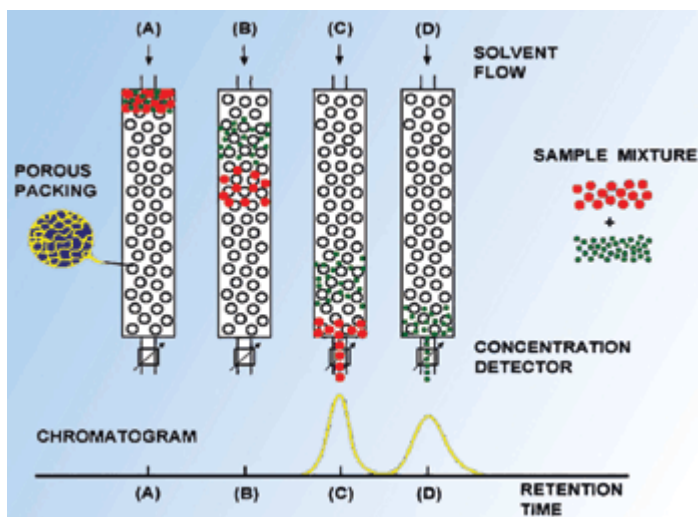 (A) (B) (C) (D)
SOLVENT
FLOW
SAMPLE MIXTURE
+
POROUS
PACKING
CONCENTRATION
DETECTOR
CHROMATOGRAM
(A) (B) (C) (D)
RETENTION
TIME